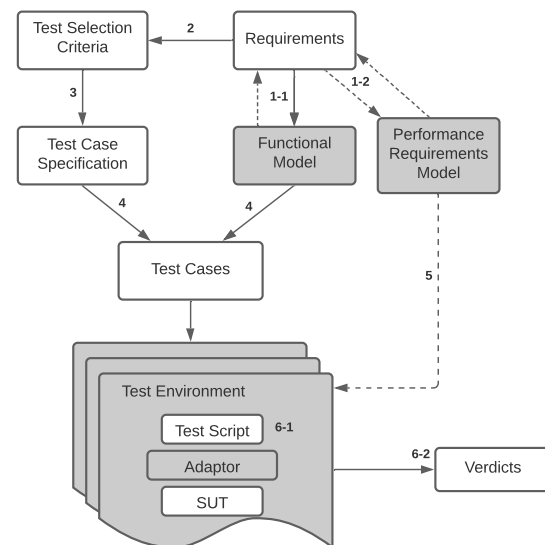 Test Selection
Criteria
2
Requirements
3
1-1
1-2
Test Case
Specification
Functional
Model
Performance
Requirements
Model
4
4
Test Cases
5
Test Environment
Test Script
6-1
Adaptor
SUT
6-2
Verdicts